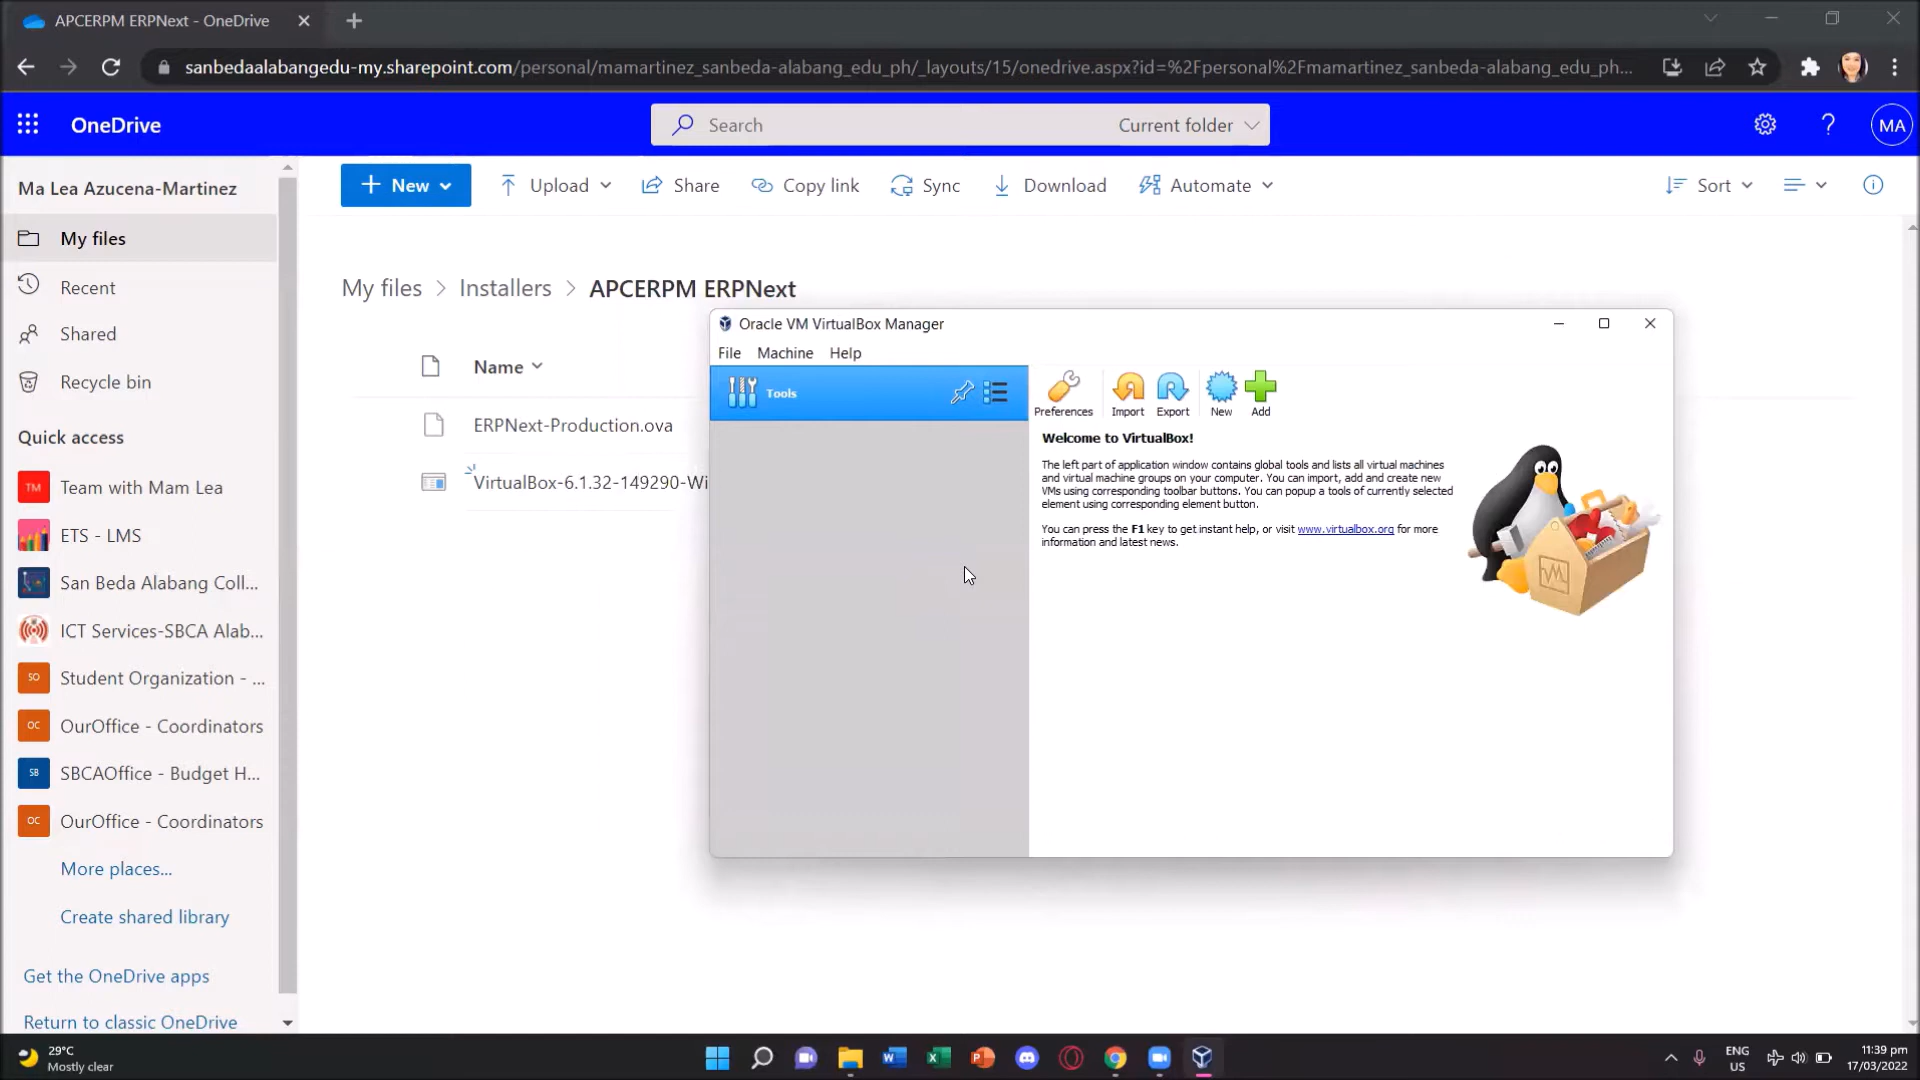 APCERPM ERPNext - OneDrive
sanbedaalabangedu-my.sharepoint.com/personal/mamartinez_sanbeda-alabang_edu_ph/_layouts/15/onedrive.aspx?id=%2Fpersonal%2Fmamartinez_sanbeda-alabang_edu_ph...
OneDrive
Search
Current folder
MA
Ma Lea Azucena-Martinez
New
Upload
Share
Copy link
Sync
Download
Automate
Sort
My files
Recent
Shared
Recycle bin
Quick access
TM Team with Mam Lea
ETS - LMS
San Beda Alabang Coll...
ICT Services-SBCA Alab...
SO Student Organization - ...
OC OurOffice - Coordinators
SB SBCAOffice - Budget H...
OC OurOffice - Coordinators
More places...
Create shared library
Get the OneDrive apps
Return to classic OneDrive
My files > Installers > APCERPM ERPNext
Name
ERPNext-Production.ova
VirtualBox-6.1.32-149290-Wi
Oracle VM VirtualBox Manager
File Machine Help
Tools
Preferences Import Export New Add
Welcome to VirtualBox!
The left part of application window contains global tools and lists all virtual machines
and virtual machine groups on your computer. You can import, add and create new
VMs using corresponding toolbar buttons. You can popup a tools of currently selected
element using corresponding element button.
You can press the F1 key to get instant help, or visit www.virtualbox.org for more
information and latest news.
29°C
Mostly clear
ENG
US
11:39 pm
17/03/2022